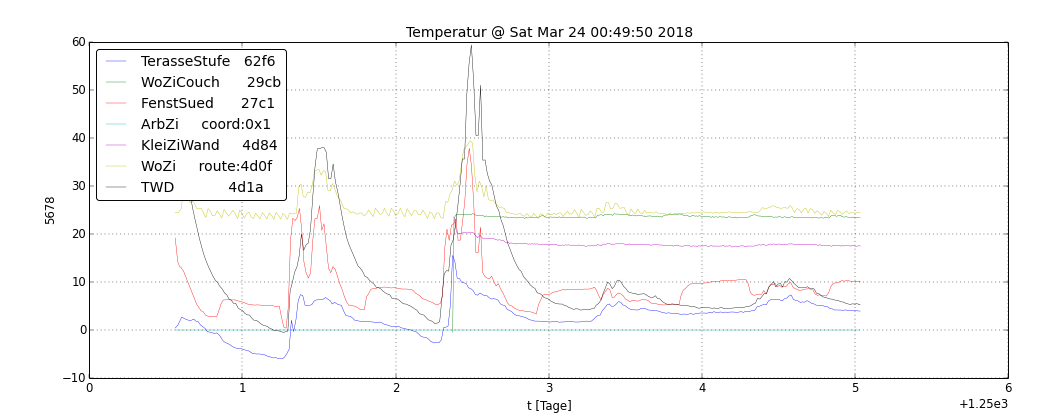 Temperatur @ Sat Mar 24 00:49:50 2018
60
50
40
30
20
10
0
−10
5678
TerasseStufe 62f6
WoZiCouch 29cb
FenstSued 27c1
ArbZi coord:0x1
KleiZiWand 4d84
WoZi route:4d0f
TWD 4d1a
0 1 2 3 4 5 6
t [Tage]
+1.25e3